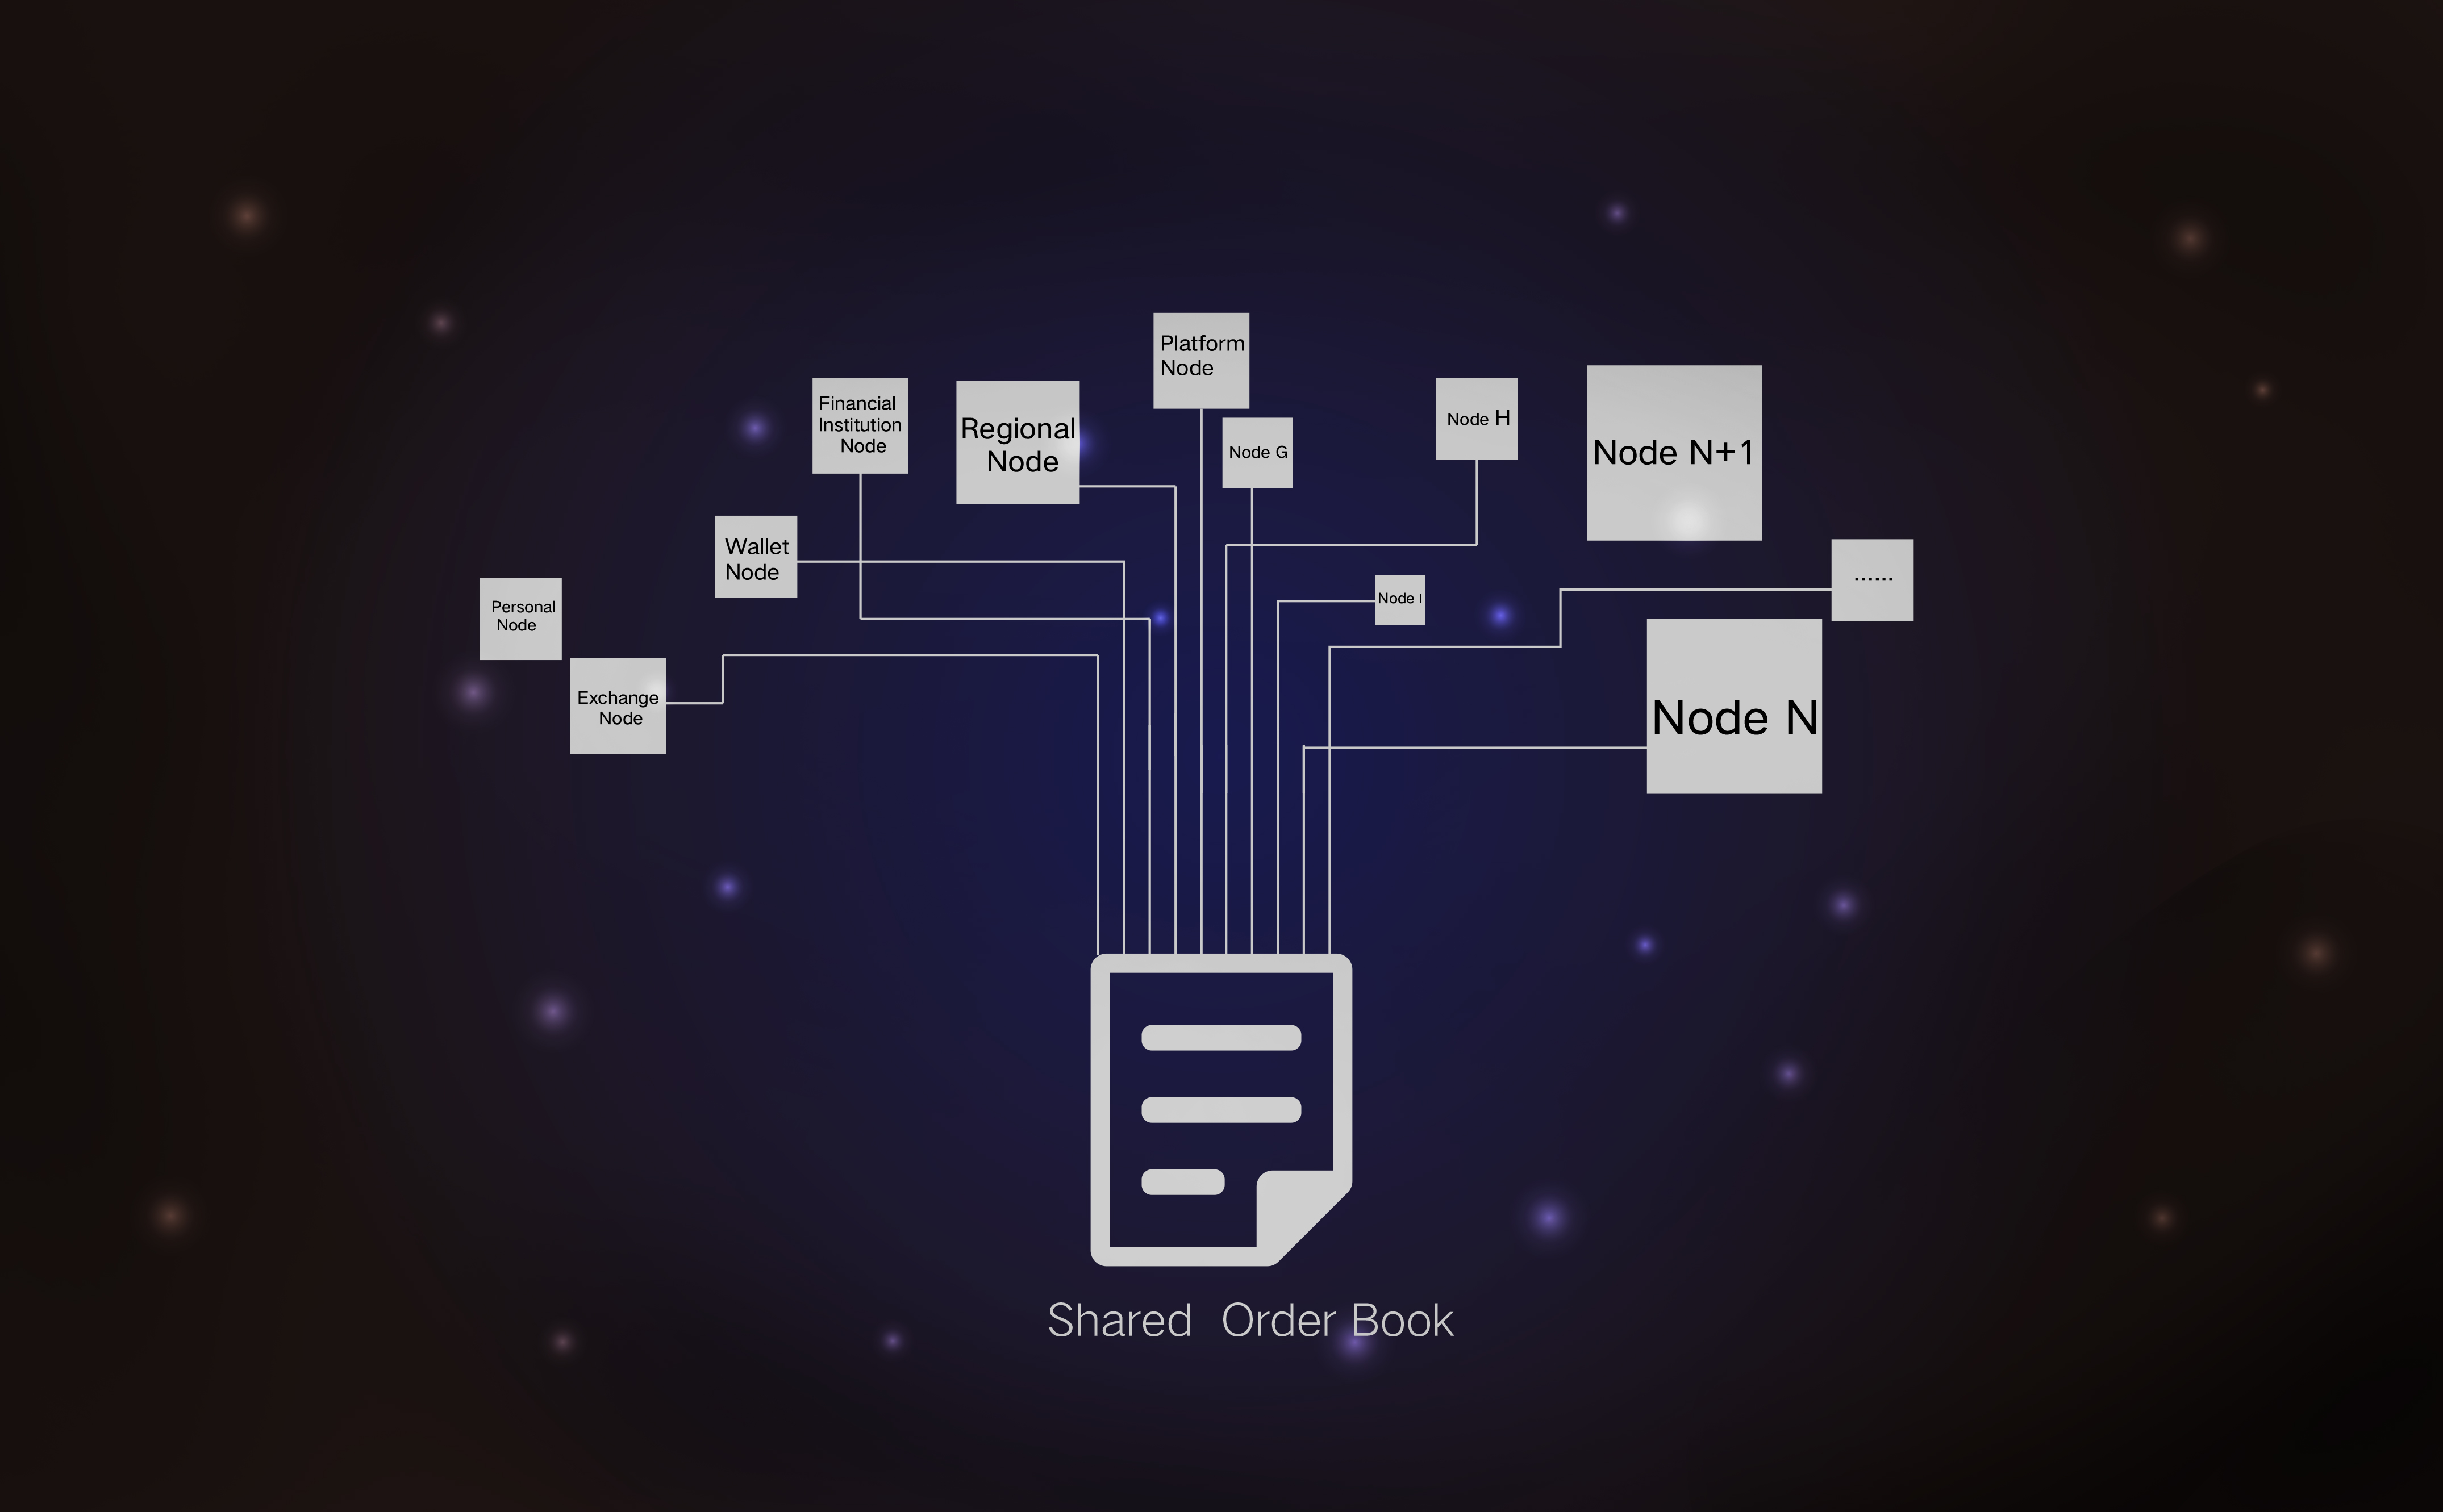 Platform
Node
Financial
Institution
Node
Regional
Node
Node G
Node H
Node N+1
Wallet
Node
Personal
Node
Node I
......
Exchange
Node
Node N
Shared Order Book